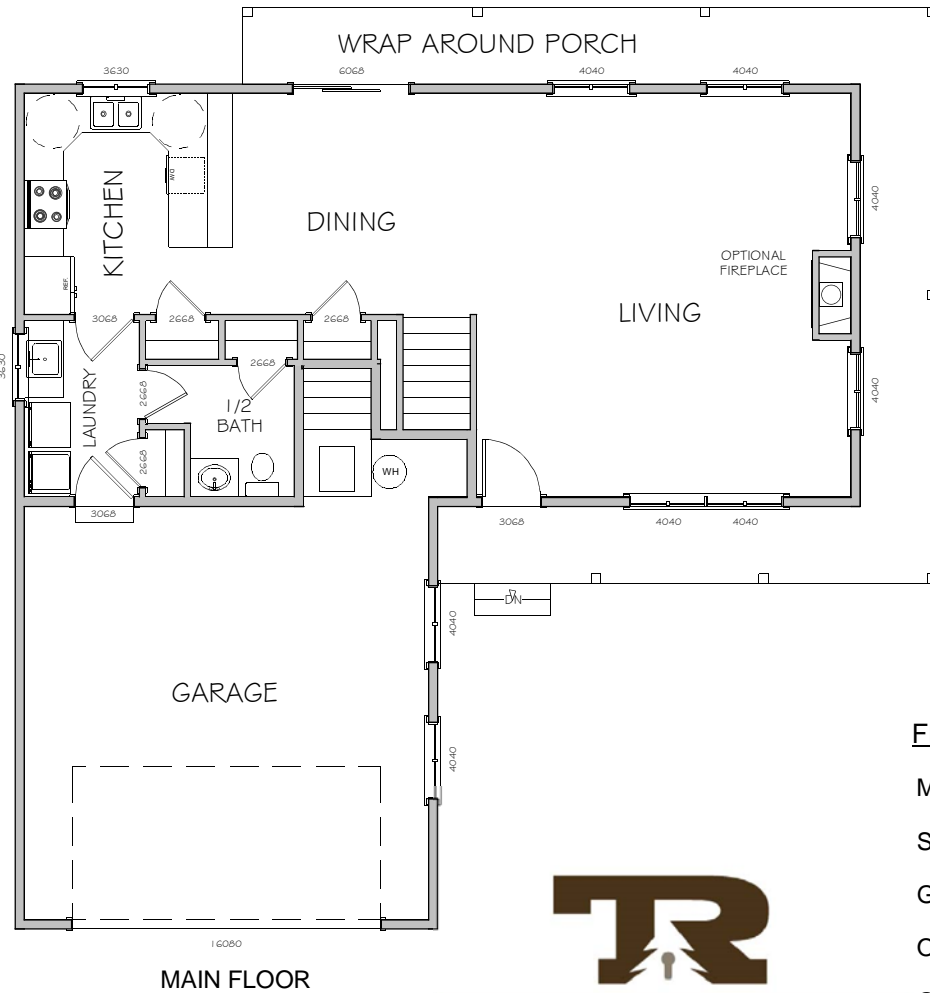 WRAP AROUND PORCH
3630
6068
4040
4040
KITCHEN
DW
DINING
4040
OPTIONAL
FIREPLACE
REF.
LIVING
3068
2668
2668
3630
2668
LAUNDRY
2668
1/2
BATH
4040
2668
WH
3068
3068
4040
4040
DN
4040
GARAGE
F
4040
M
S
G
TR
16080
MAIN FLOOR